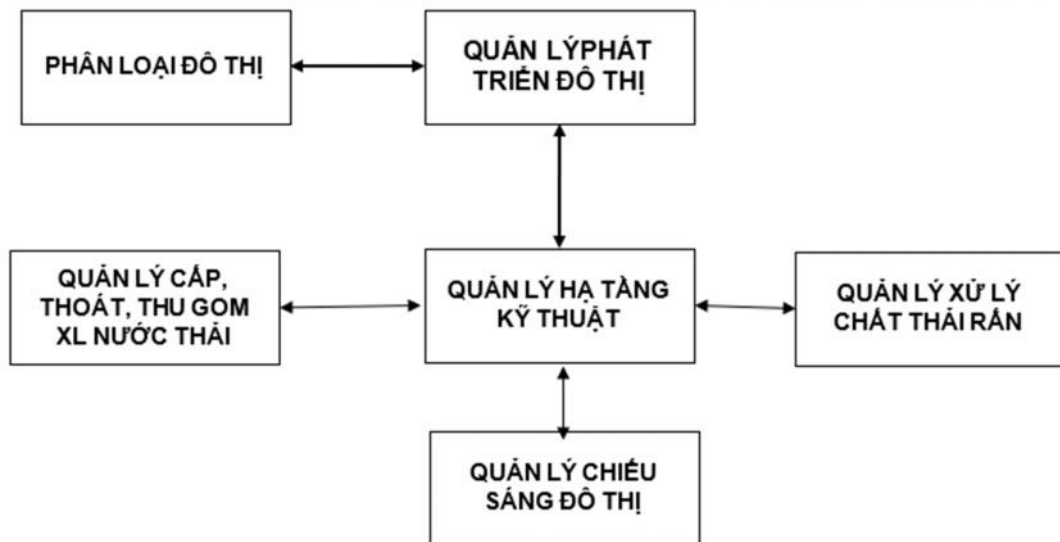 PHÂN LOẠI ĐÔ THỊ
QUẢN LÝPHÁT
TRIỂN ĐÔ THỊ
QUẢN LÝ CẤP,
THOÁT, THU GOM
XL NƯỚC THẢI
QUẢN LÝ HẠ TẦNG
KỸ THUẬT
QUẢN LÝ XỬ LÝ
CHẤT THẢI RẮN
QUẢN LÝ CHIẾU
SÁNG ĐÔ THỊ